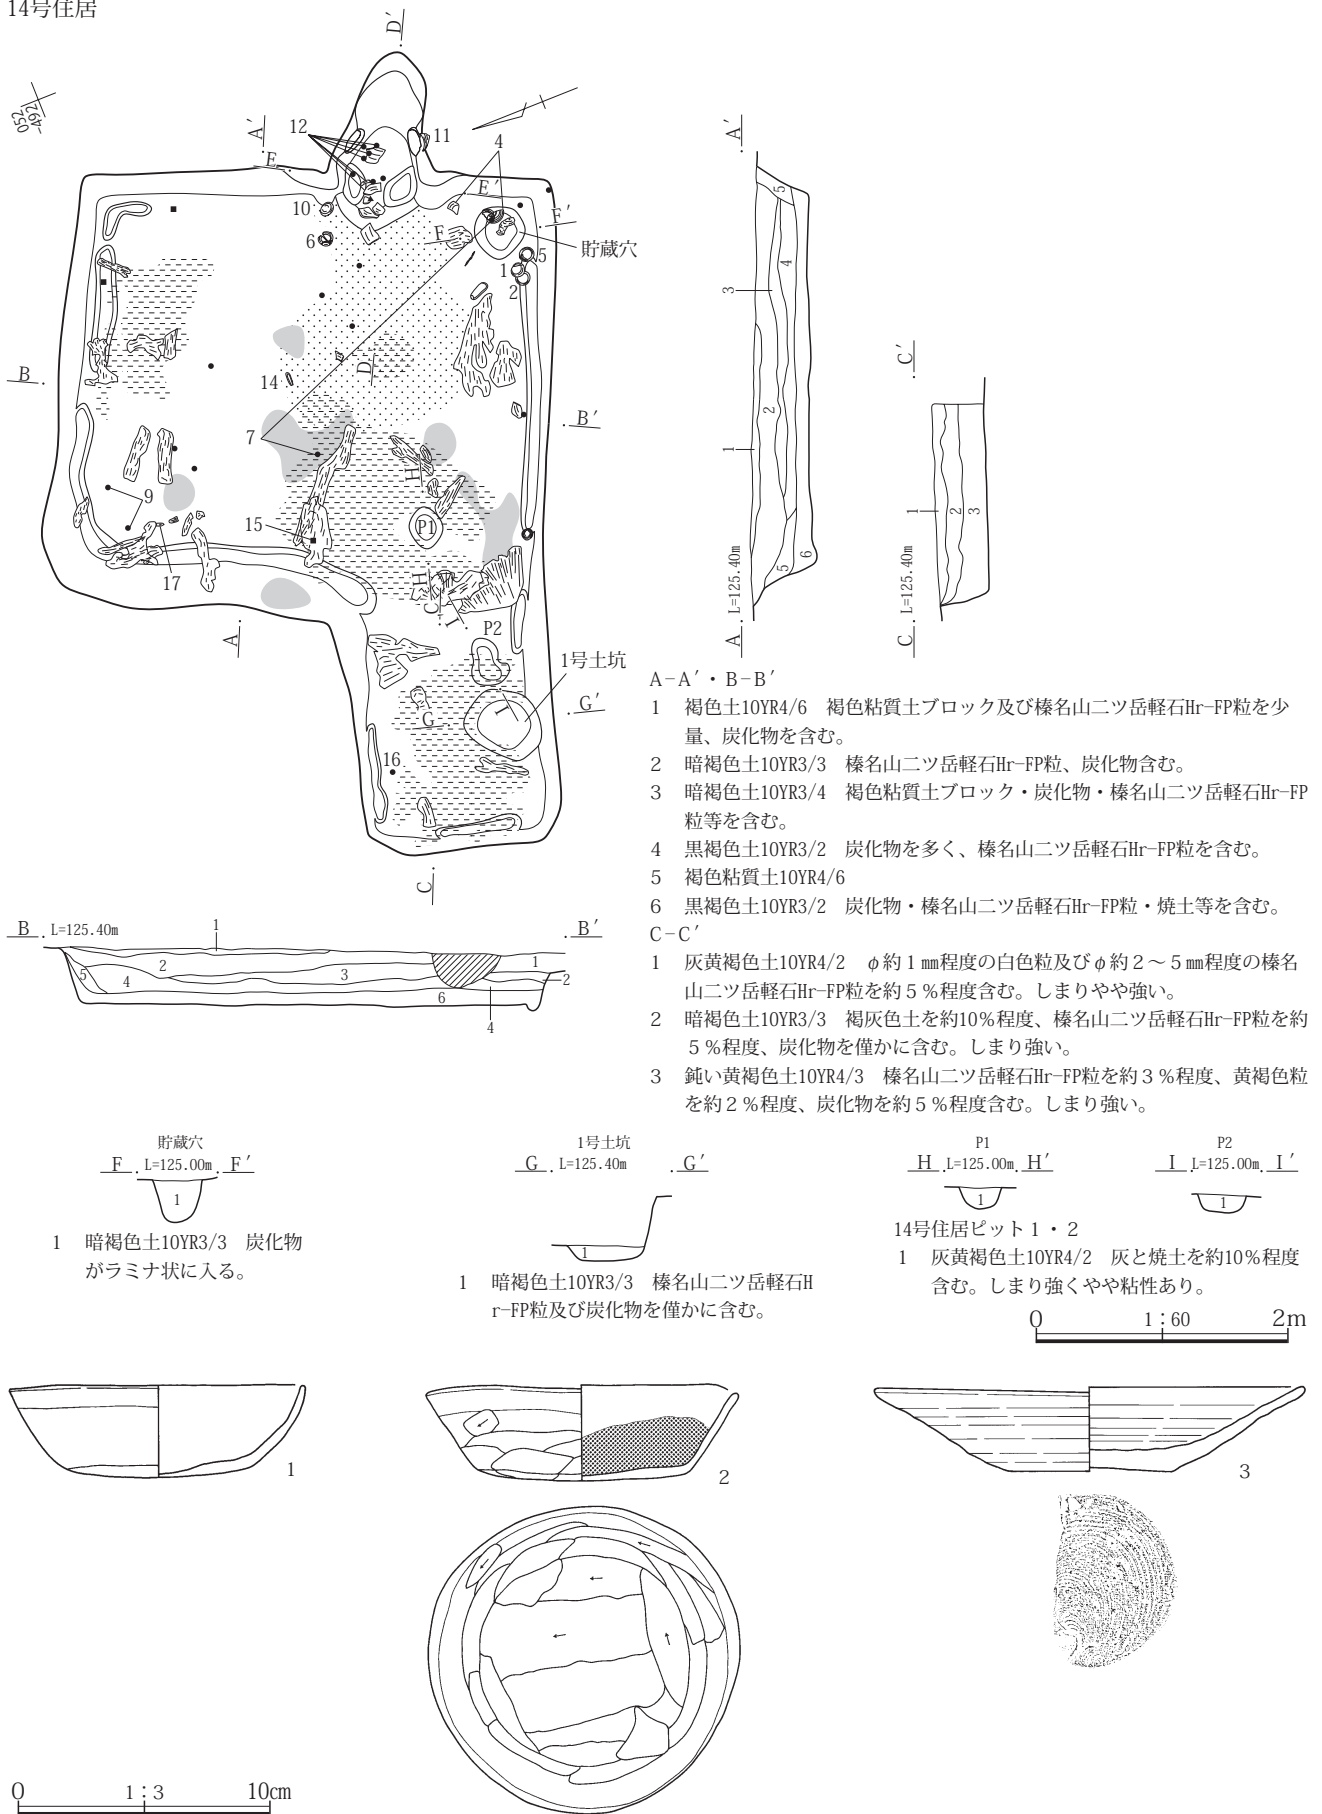 14号住居
D′
052
-492
A′
12
11
4
E
E′
10
F′
F
6
貯蔵穴
5
1
2
D
14
B
B′
7
H
9
P1
15
17
H′
C′
I
A
P2
1号土坑
I′
G′
G
16
C
A′
5
4
3
2
1
5
6
A L=125.40m
C′
1
2
3
C L=125.40m
A-A′・B-B′
1 褐色土10YR4/6 褐色粘質土ブロック及び榛名山二ツ岳軽石Hr-FP粒を少
量、炭化物を含む。
2 暗褐色土10YR3/3 榛名山二ツ岳軽石Hr-FP粒、炭化物含む。
3 暗褐色土10YR3/4 褐色粘質土ブロック・炭化物・榛名山二ツ岳軽石Hr-FP
粒等を含む。
4 黒褐色土10YR3/2 炭化物を多く、榛名山二ツ岳軽石Hr-FP粒を含む。
5 褐色粘質土10YR4/6
6 黒褐色土10YR3/2 炭化物・榛名山二ツ岳軽石Hr-FP粒・焼土等を含む。
C-C′
1 灰黄褐色土10YR4/2 φ約1㎜程度の白色粒及びφ約2～5㎜程度の榛名
山二ツ岳軽石Hr-FP粒を約5％程度含む。しまりやや強い。
2 暗褐色土10YR3/3 褐灰色土を約10％程度、榛名山二ツ岳軽石Hr-FP粒を約
5％程度、炭化物を僅かに含む。しまり強い。
3 鈍い黄褐色土10YR4/3 榛名山二ツ岳軽石Hr-FP粒を約3％程度、黄褐色粒
を約2％程度、炭化物を約5％程度含む。しまり強い。
B L=125.40m B′
1
2
3
1
5
4
2
6
4
貯蔵穴
F L=125.00m F′
1
1 暗褐色土10YR3/3 炭化物
がラミナ状に入る。
1号土坑
G L=125.40m G′
1
1 暗褐色土10YR3/3 榛名山二ツ岳軽石H
r-FP粒及び炭化物を僅かに含む。
P1
H L=125.00m H′
1
P2
I L=125.00m I′
1
14号住居ピット1・2
1 灰黄褐色土10YR4/2 灰と焼土を約10％程度
含む。しまり強くやや粘性あり。
0 1：60 2m
1
2
3
0 1：3 10㎝